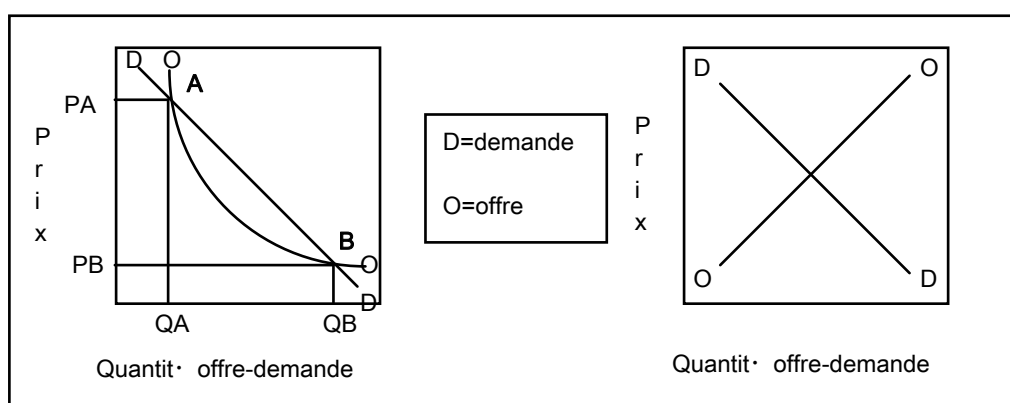 D O
A
PA
P
r
i
x
B
PB
O
D
QA QB
Quantit· offre-demande
D=demande
O=offre
P
r
i
x
D O
O D
Quantit· offre-demande